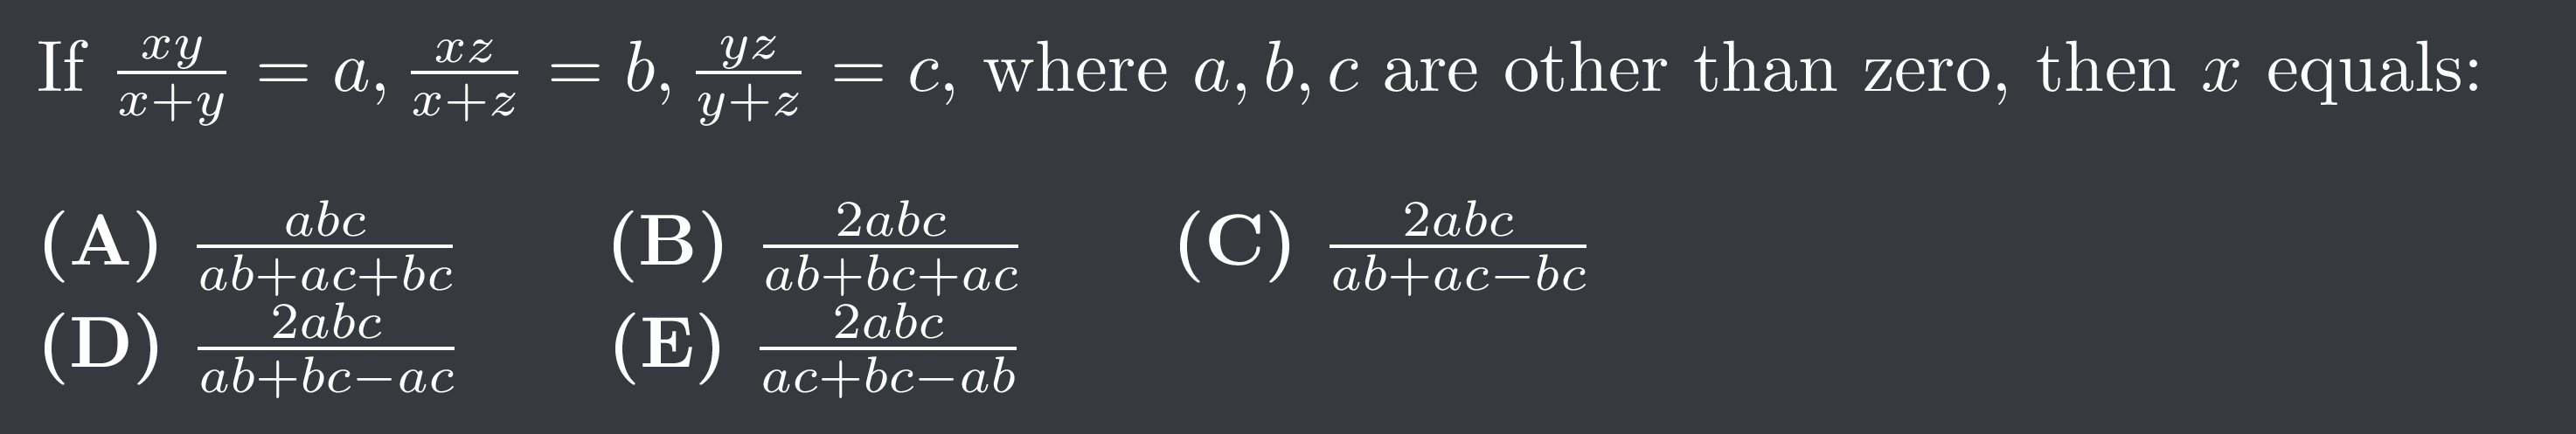 If $\frac{xy}{x+y} = a, \frac{xz}{x+z} = b, \frac{yz}{y+z} = c$, where $a, b, c$ are other than zero, then $x$ equals:
(A) $\frac{abc}{ab+ac+bc}$ (B) $\frac{2abc}{ab+bc+ac}$ (C) $\frac{2abc}{ab+ac-bc}$
(D) $\frac{2abc}{ab+bc-ac}$ (E) $\frac{2abc}{ac+bc-ab}$